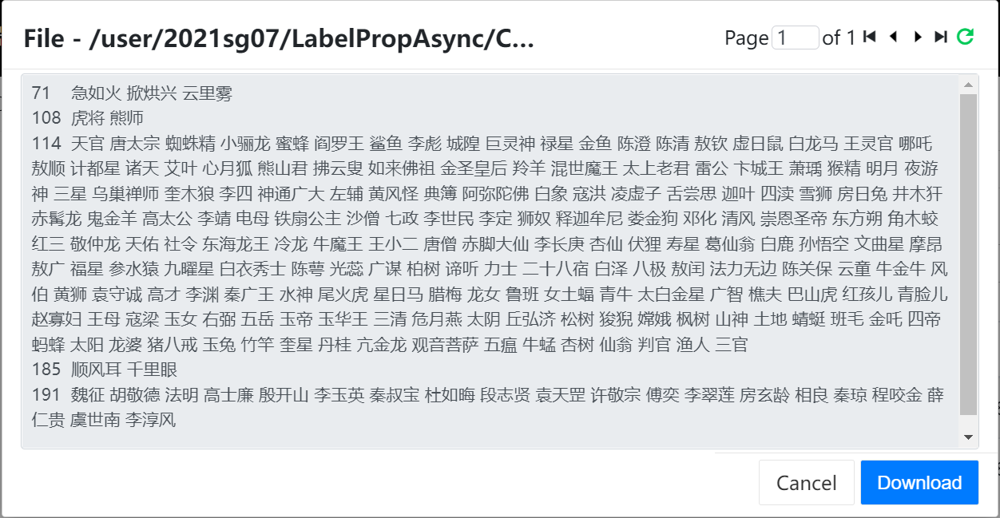 File - /user/2021sg07/LabelPropAsync/C...
Page 1 of 1
71 急如火 掀烘兴 云里雾
108 虎将 熊师
114 天官 唐太宗 蜘蛛精 小骊龙 蜜蜂 阎罗王 鲨鱼 李彪 城隍 巨灵神 禄星 金鱼 陈澄 陈清 敖钦 虚日鼠 白龙马 王灵官 哪吒
敖顺 计都星 诸天 艾叶 心月狐 熊山君 拂云叟 如来佛祖 金圣皇后 羚羊 混世魔王 太上老君 雷公 卞城王 萧瑀 猴精 明月 夜游
神 三星 乌巢禅师 奎木狼 李四 神通广大 左辅 黄风怪 典簿 阿弥陀佛 白象 寇洪 凌虚子 舌尝思 迦叶 四渎 雪狮 房日兔 井木犴
赤髯龙 鬼金羊 高太公 李靖 电母 铁扇公主 沙僧 七政 李世民 李定 狮奴 释迦牟尼 娄金狗 邓化 清风 崇恩圣帝 东方朔 角木蛟
红三 敬仲龙 天佑 社令 东海龙王 冷龙 牛魔王 王小二 唐僧 赤脚大仙 李长庚 杏仙 伏狸 寿星 葛仙翁 白鹿 孙悟空 文曲星 摩昂
敖广 福星 参水猿 九曜星 白衣秀士 陈萼 光蕊 广谋 柏树 谛听 力士 二十八宿 白泽 八极 敖闰 法力无边 陈关保 云童 牛金牛 风
伯 黄狮 袁守诚 高才 李渊 秦广王 水神 尾火虎 星日马 腊梅 龙女 鲁班 女土蝠 青牛 太白金星 广智 樵夫 巴山虎 红孩儿 青脸儿
赵寡妇 王母 寇梁 玉女 右弼 五岳 玉帝 玉华王 三清 危月燕 太阴 丘弘济 松树 狻猊 嫦娥 枫树 山神 土地 蜻蜓 班毛 金吒 四帝
蚂蜂 太阳 龙婆 猪八戒 玉兔 竹竿 奎星 丹桂 亢金龙 观音菩萨 五瘟 牛蜢 杏树 仙翁 判官 渔人 三官
185 顺风耳 千里眼
191 魏征 胡敬德 法明 高士廉 殷开山 李玉英 秦叔宝 杜如晦 段志贤 袁天罡 许敬宗 傅奕 李翠莲 房玄龄 相良 秦琼 程咬金 薛
仁贵 虞世南 李淳风
Cancel Download